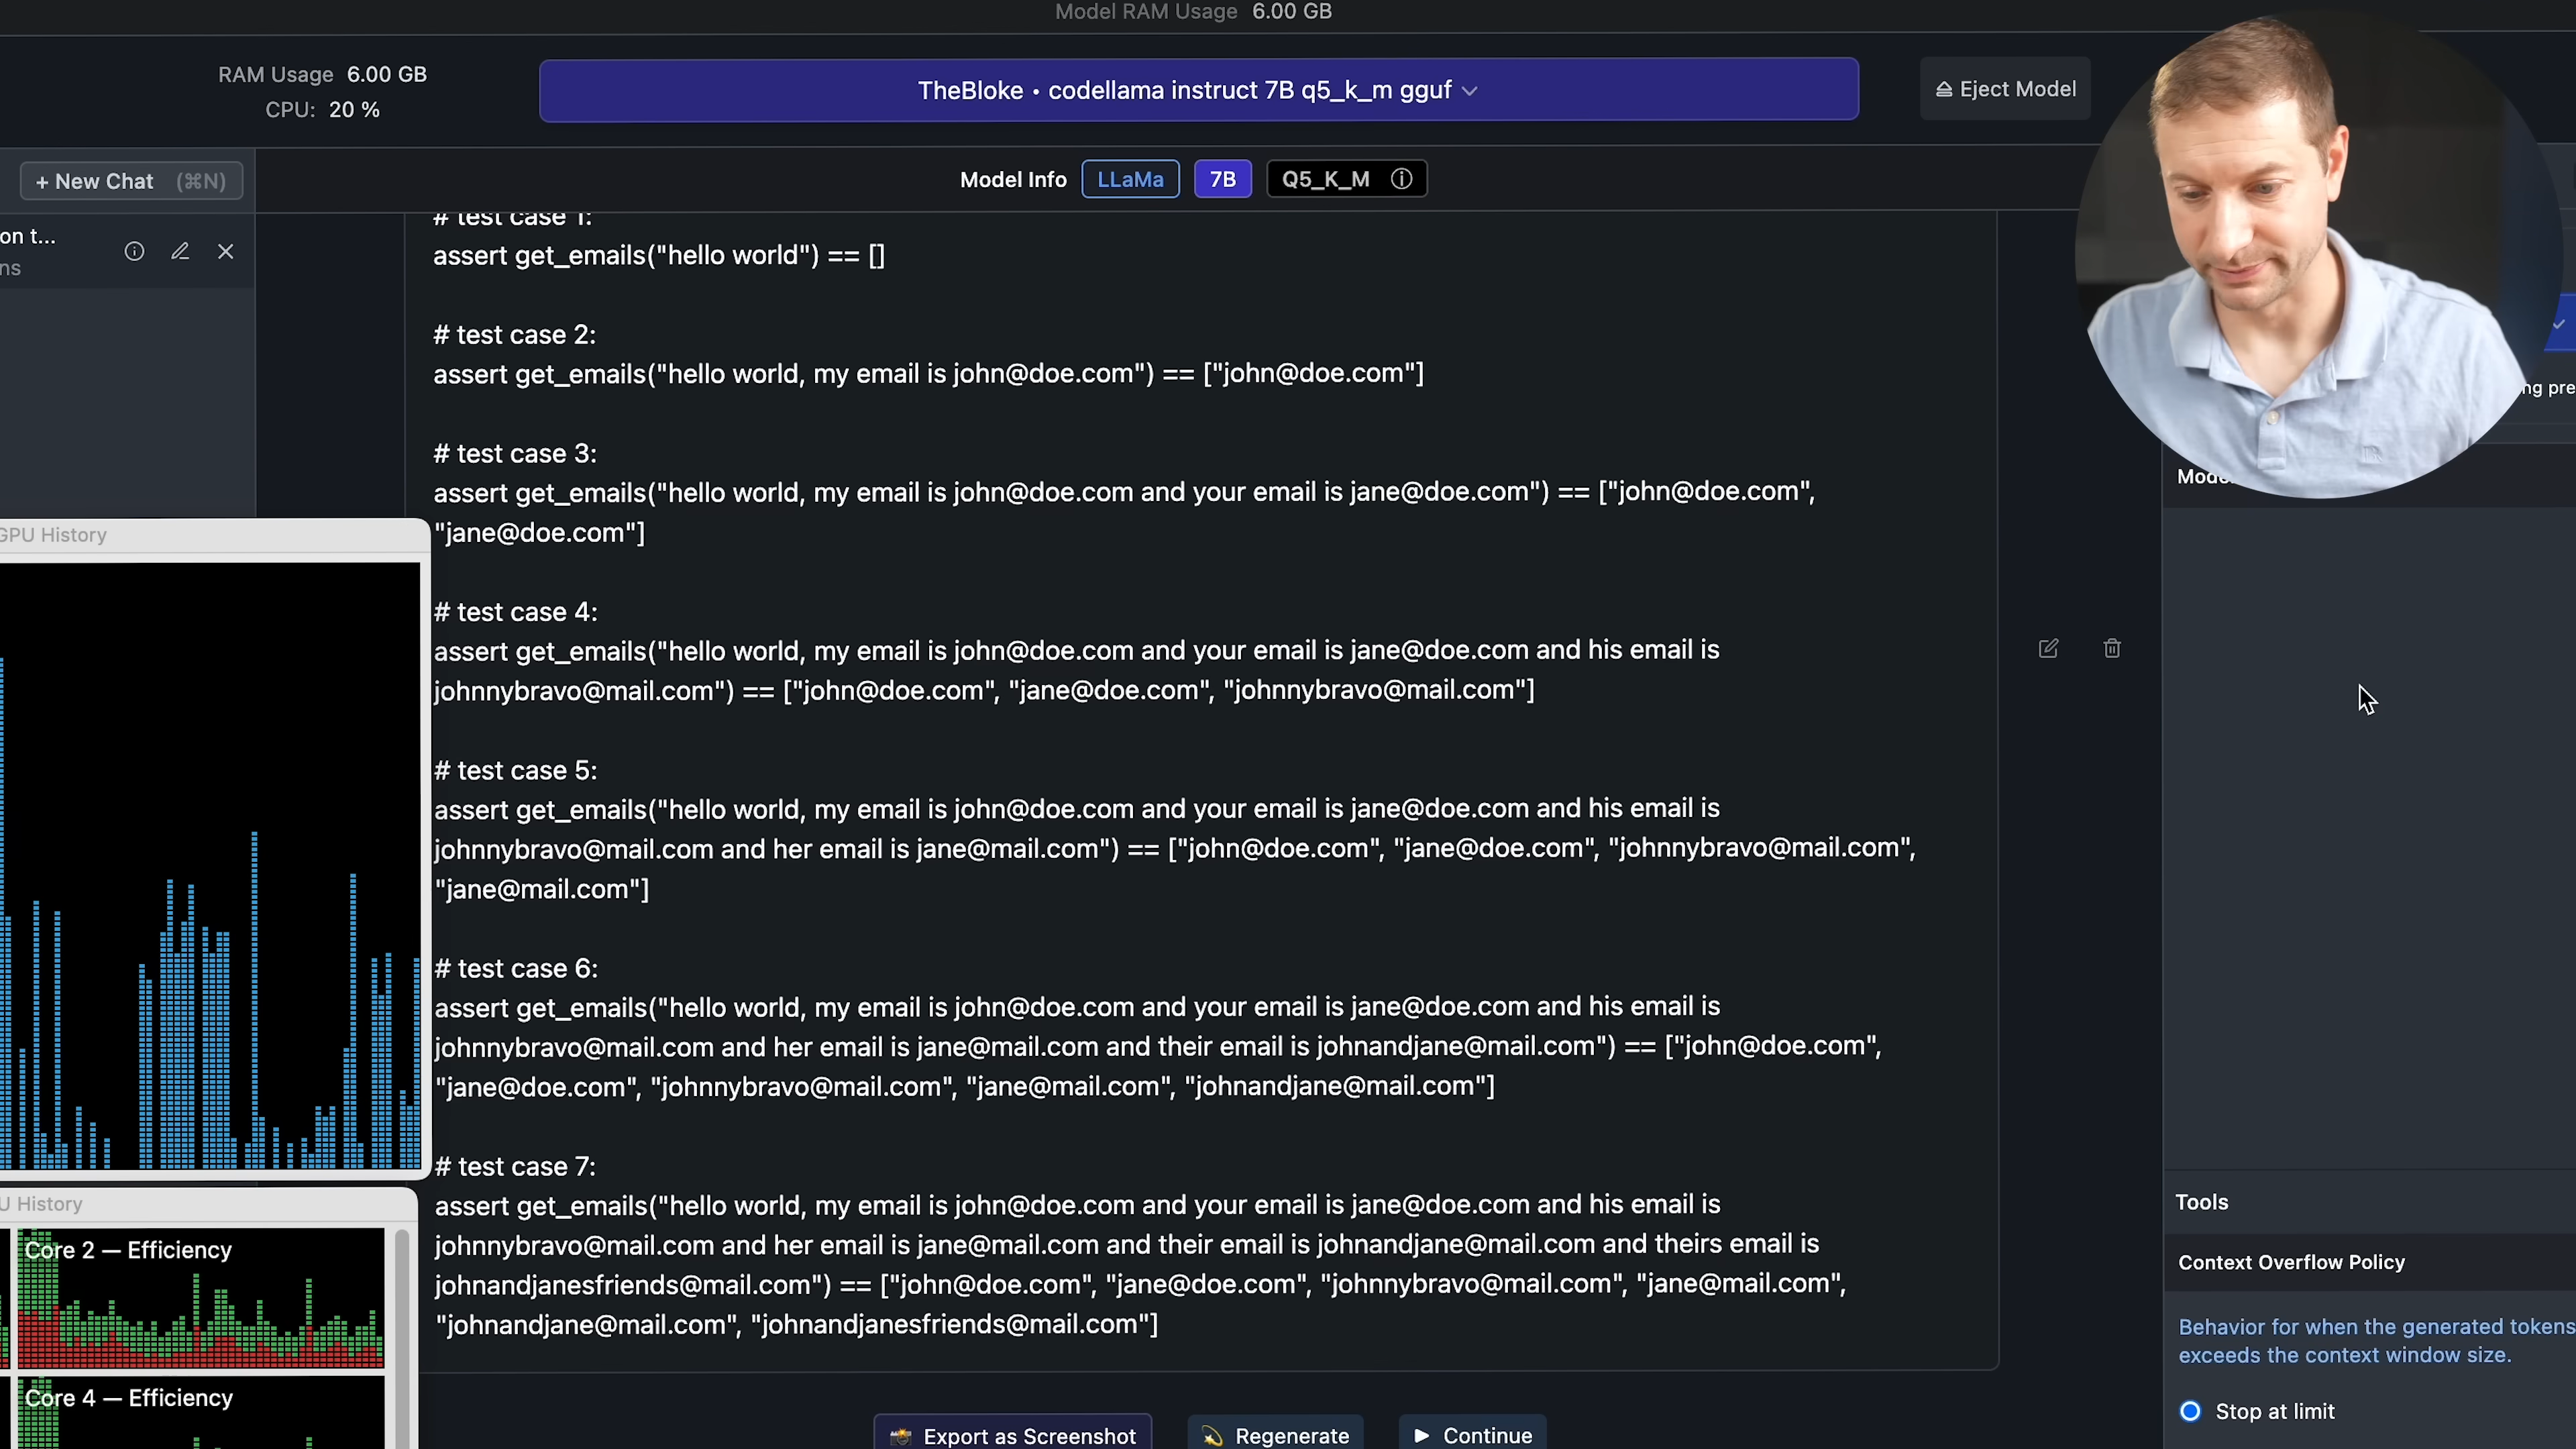 Model RAM Usage 6.00 GB
RAM Usage 6.00 GB
CPU: 20 %
TheBloke • codellama instruct 7B q5_k_m gguf
Eject Model
+ New Chat (⌘N)
Model Info LLaMa 7B Q5_K_M
on t...
ns
# test case 1:
assert get_emails("hello world") == []
# test case 2:
assert get_emails("hello world, my email is john@doe.com") == ["john@doe.com"]
# test case 3:
assert get_emails("hello world, my email is john@doe.com and your email is jane@doe.com") == ["john@doe.com",
"jane@doe.com"]
# test case 4:
assert get_emails("hello world, my email is john@doe.com and your email is jane@doe.com and his email is
johnnybravo@mail.com") == ["john@doe.com", "jane@doe.com", "johnnybravo@mail.com"]
# test case 5:
assert get_emails("hello world, my email is john@doe.com and your email is jane@doe.com and his email is
johnnybravo@mail.com and her email is jane@mail.com") == ["john@doe.com", "jane@doe.com", "johnnybravo@mail.com",
"jane@mail.com"]
# test case 6:
assert get_emails("hello world, my email is john@doe.com and your email is jane@doe.com and his email is
johnnybravo@mail.com and her email is jane@mail.com and their email is johnandjane@mail.com") == ["john@doe.com",
"jane@doe.com", "johnnybravo@mail.com", "jane@mail.com", "johnandjane@mail.com"]
# test case 7:
assert get_emails("hello world, my email is john@doe.com and your email is jane@doe.com and his email is
johnnybravo@mail.com and her email is jane@mail.com and their email is johnandjane@mail.com and theirs email is
johnandjanesfriends@mail.com") == ["john@doe.com", "jane@doe.com", "johnnybravo@mail.com", "jane@mail.com",
"johnandjane@mail.com", "johnandjanesfriends@mail.com"]
Export as Screenshot
Regenerate
Continue
GPU History
U History
Core 2 — Efficiency
Core 4 — Efficiency
ng pre
Mode
Tools
Context Overflow Policy
Behavior for when the generated tokens
exceeds the context window size.
Stop at limit